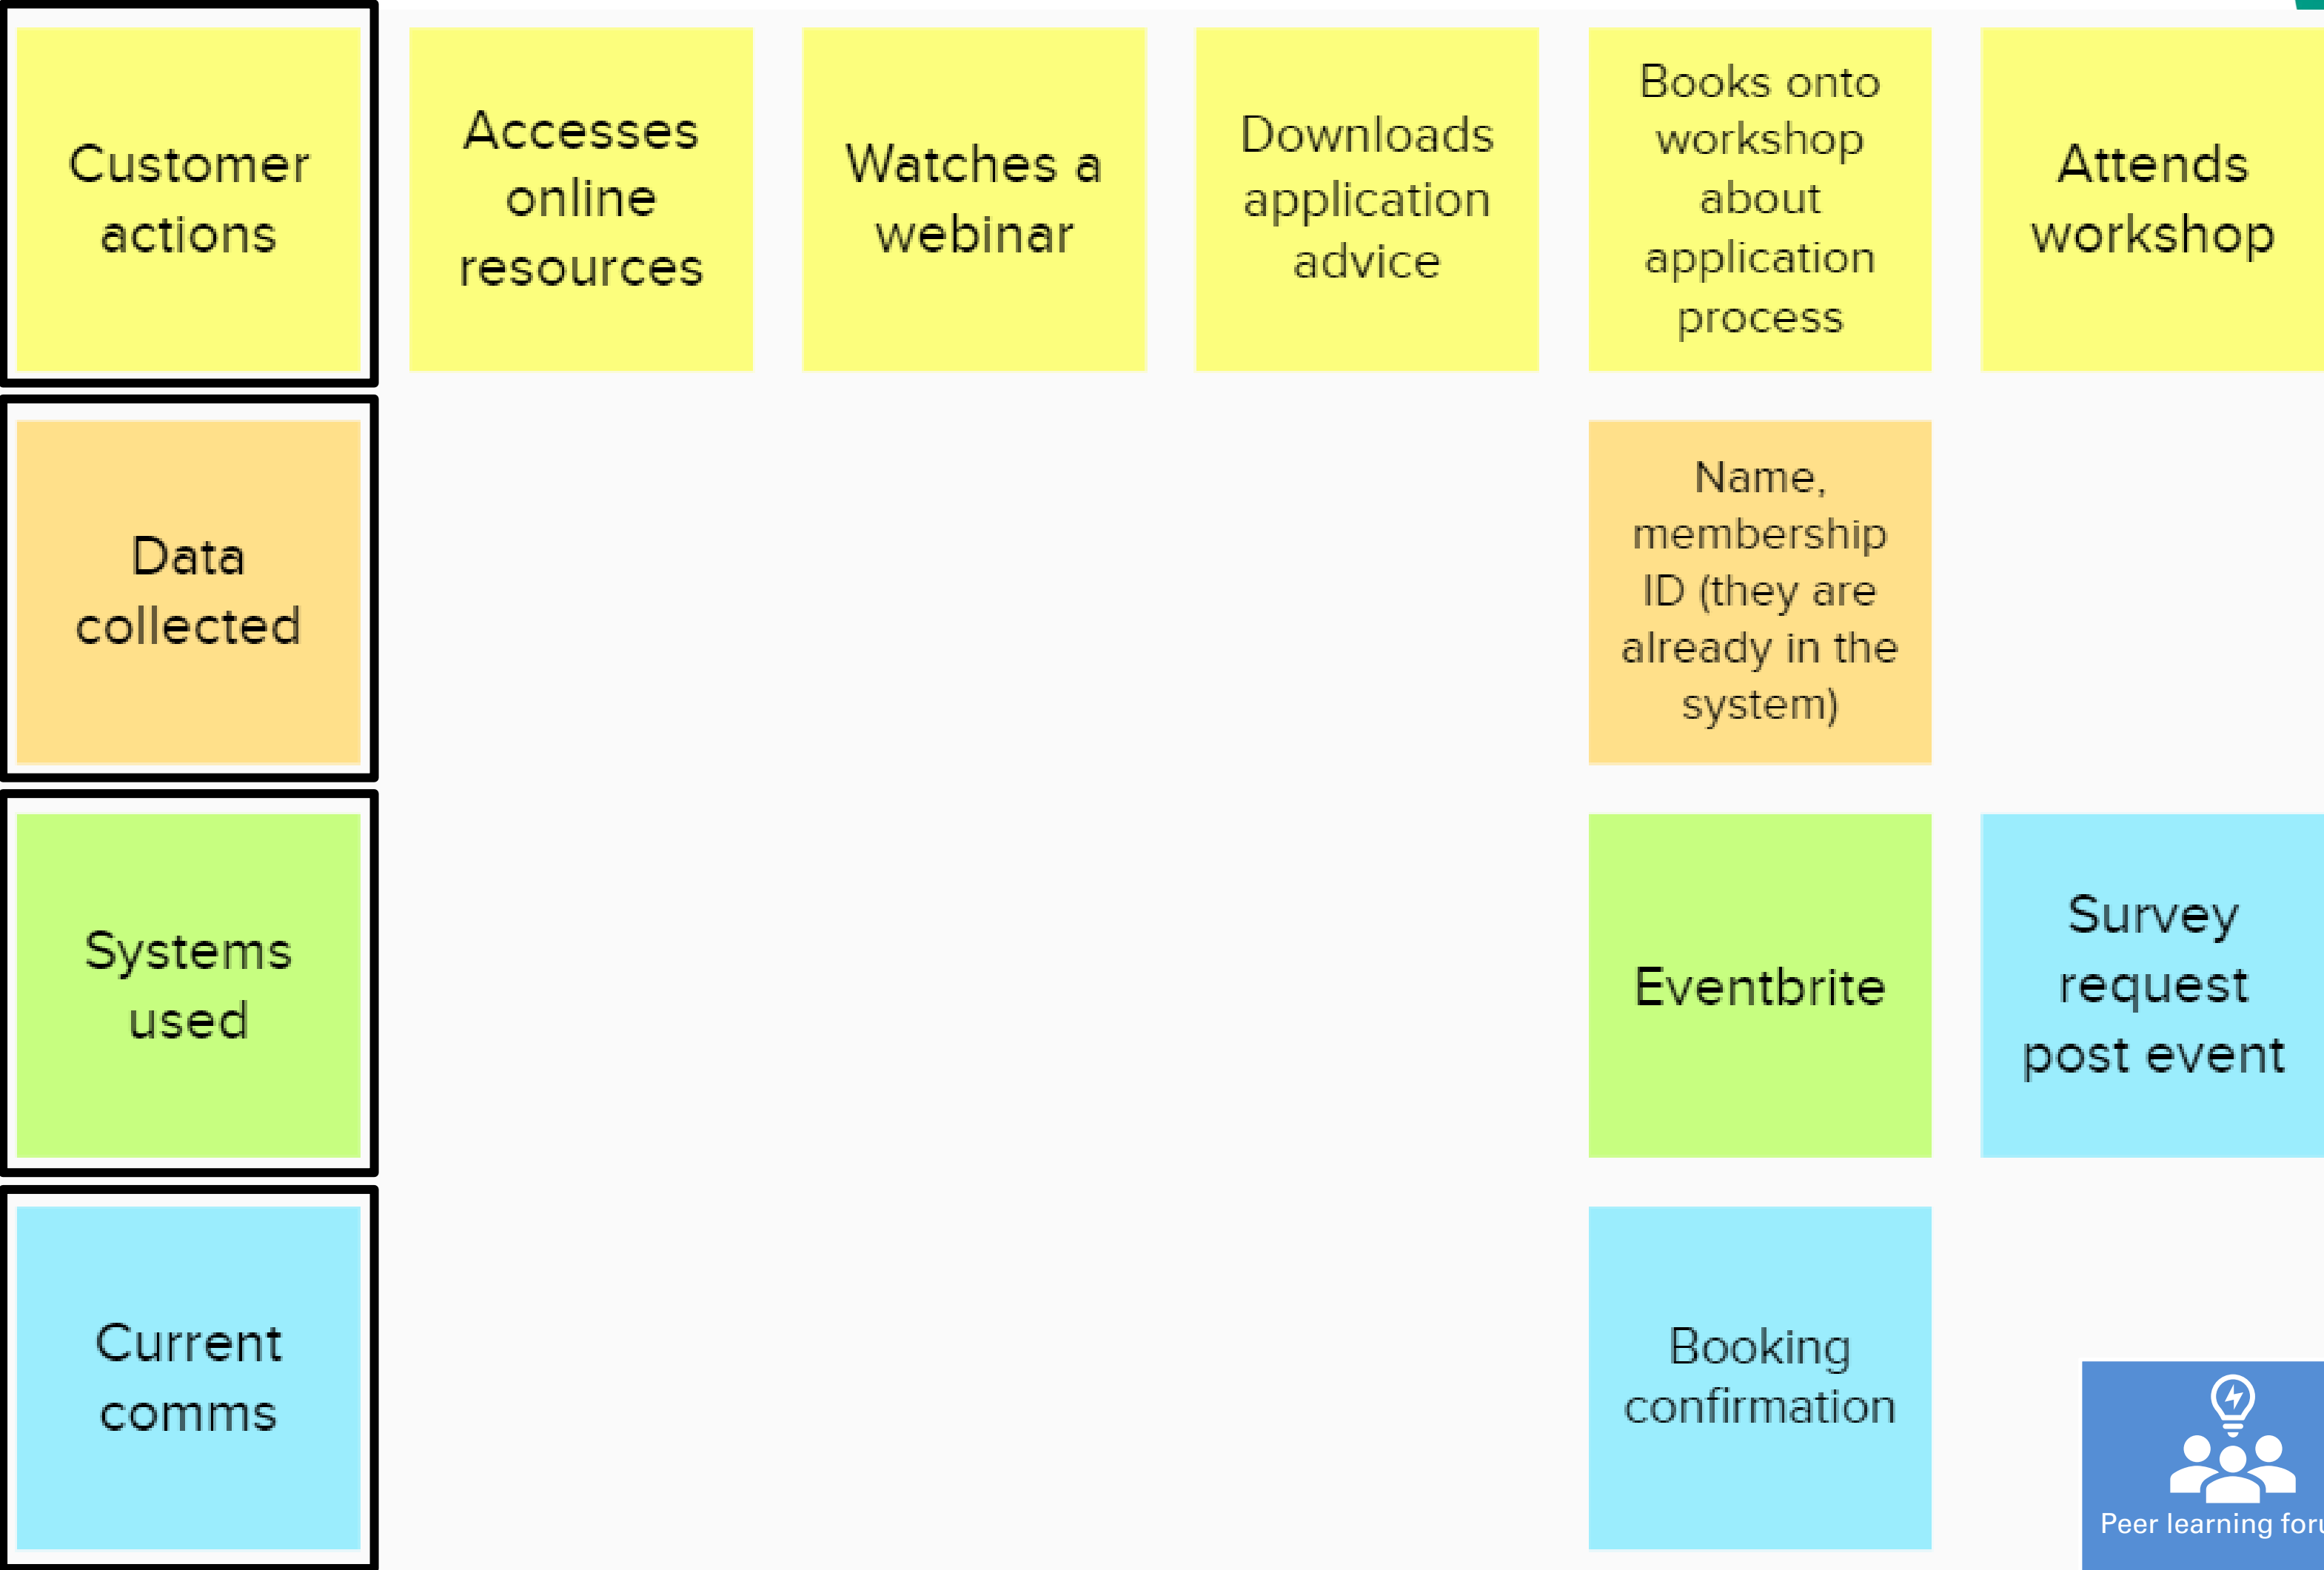 Customer
actions
Accesses
online
resources
Watches a
webinar
Downloads
application
advice
Books onto
workshop
about
application
process
Attends
workshop
Data
collected
Name,
membership
ID (they are
already in the
system)
Systems
used
Eventbrite
Survey
request
post event
Current
comms
Booking
confirmation
Peer learning